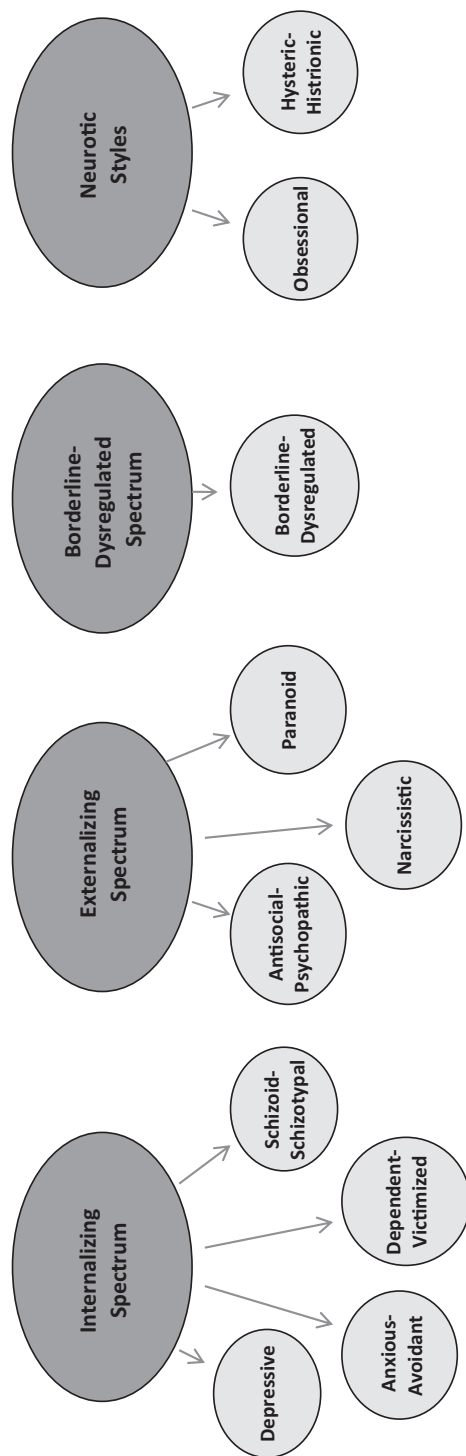 Internalizing
Spectrum
Depressive
Anxious-
Avoidant
Dependent-
Victimized
Schizoid-
Schizotypal
Externalizing
Spectrum
Antisocial-
Psychopathic
Narcissistic
Paranoid
Borderline-
Dysregulated
Spectrum
Borderline-
Dysregulated
Neurotic
Styles
Obsessional
Hysteric-
Histrionic